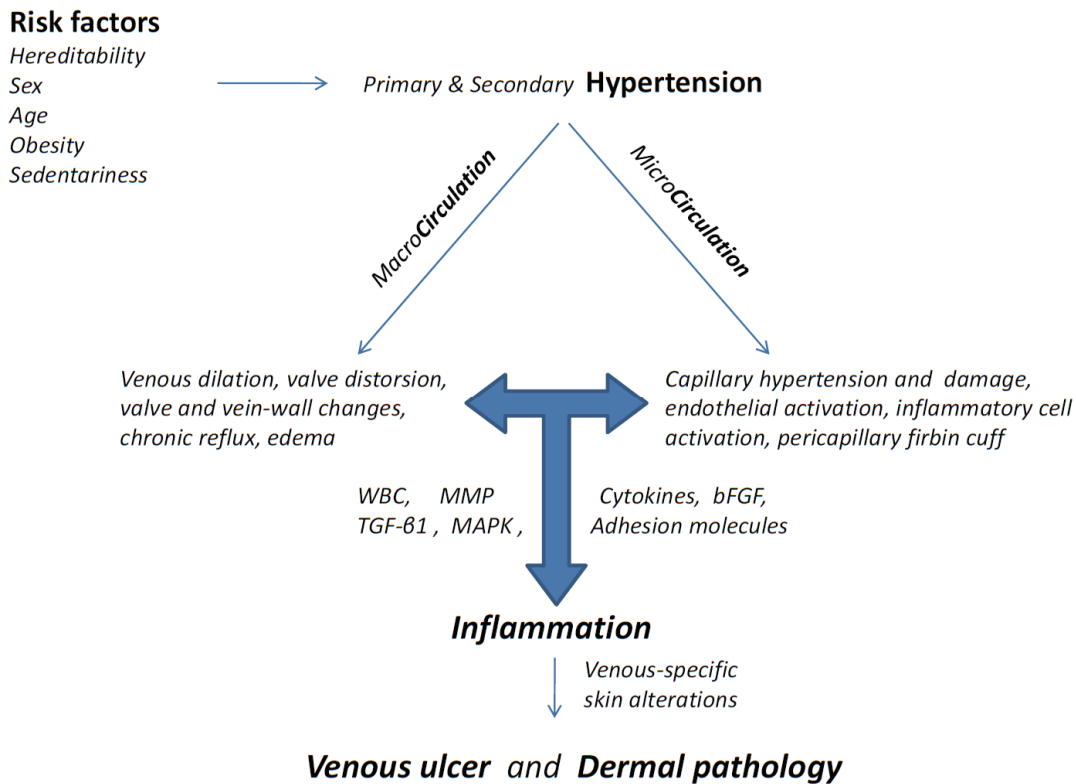 Risk factors
Hereditability
Sex
Age
Obesity
Sedentariness
Primary & Secondary Hypertension
MacroCirculation
MicroCirculation
Venous dilation, valve distorsion,
valve and vein-wall changes,
chronic reflux, edema
Capillary hypertension and damage,
endothelial activation, inflammatory cell
activation, pericapillary firbin cuff
WBC, MMP
TGF-β1 , MAPK ,
Cytokines, bFGF,
Adhesion molecules
Inflammation
Venous-specific
skin alterations
Venous ulcer and Dermal pathology